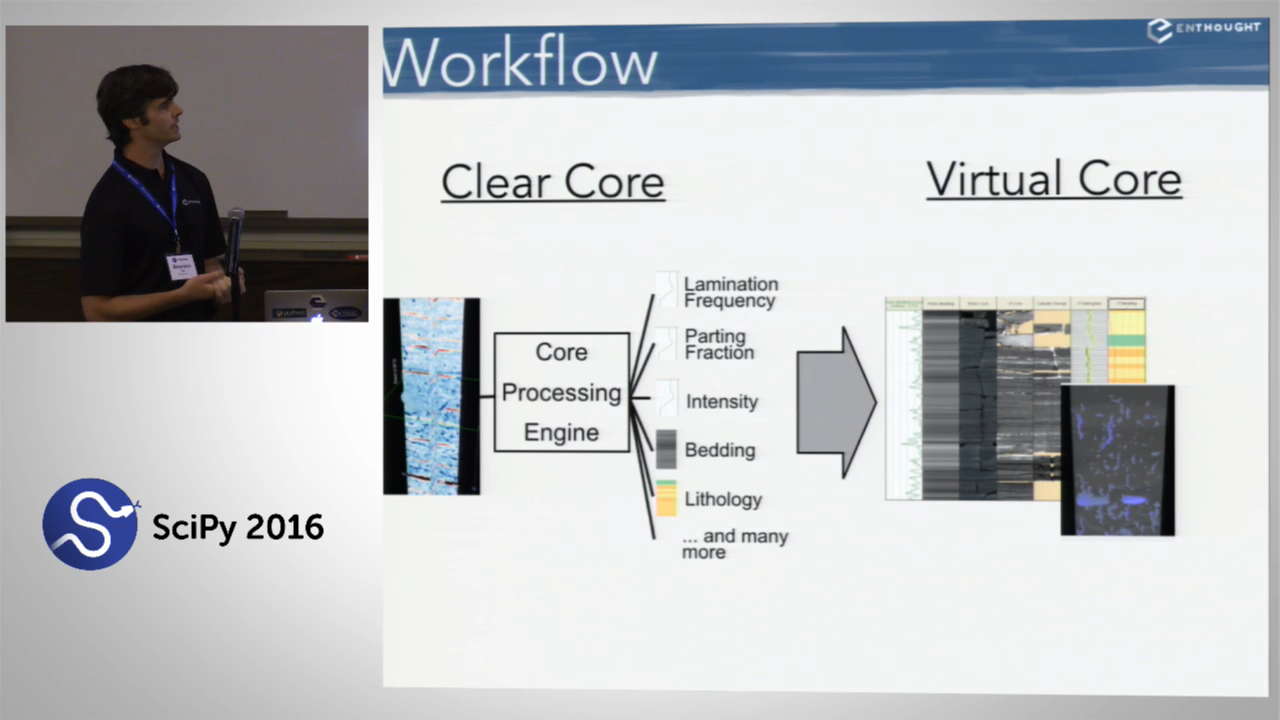 ENTHOUGHT
Workflow
Clear Core
Virtual Core
Core
Processing
Engine
Lamination
Frequency
Parting
Fraction
Intensity
Bedding
Lithology
... and many
more
SciPy 2016